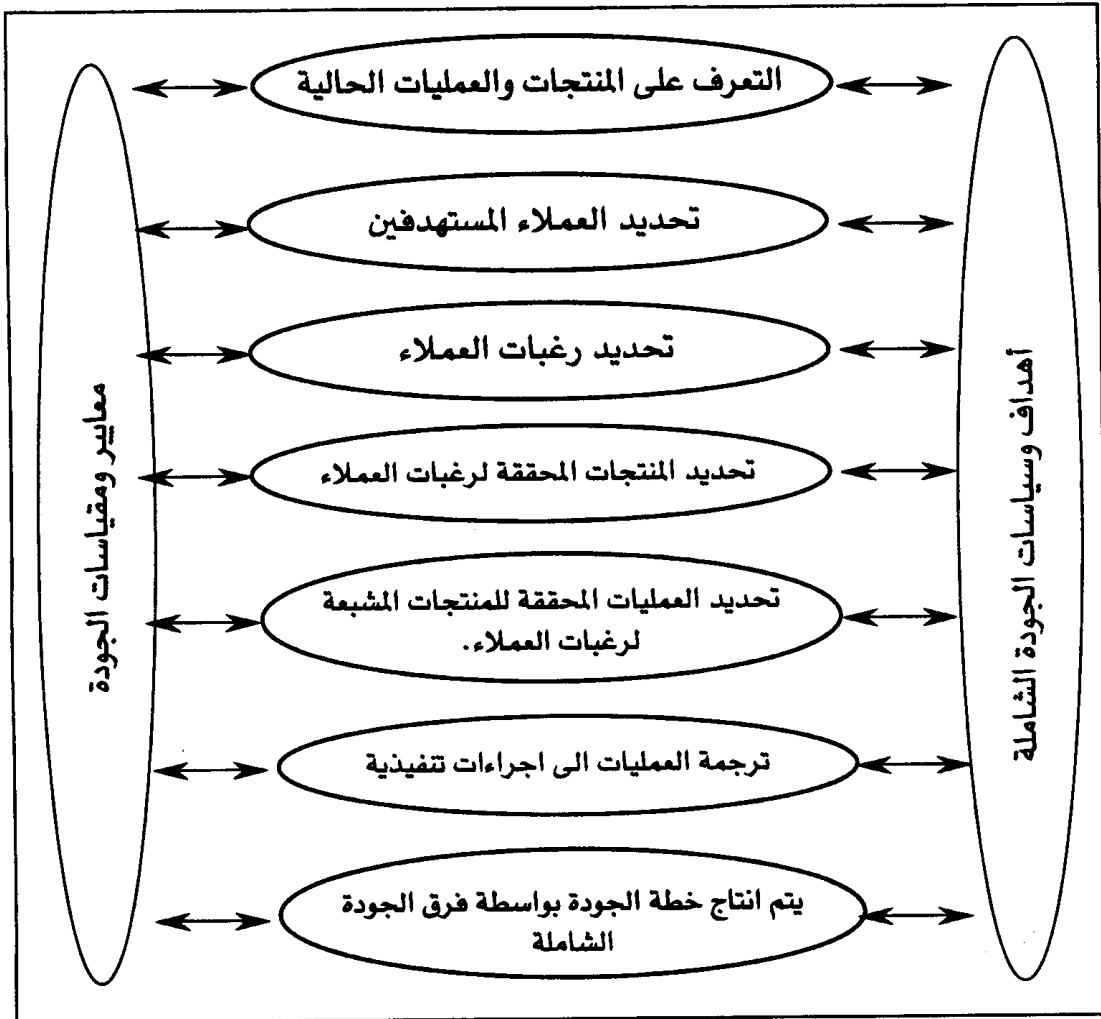 التعرف على المنتجات والعمليات الحالية
تحديد العملاء المستهدفين
تحديد رغبات العملاء
تحديد المنتجات المحققة لرغبات العملاء
تحديد العمليات المحققة للمنتجات المشبعة
لرغبات العملاء.
ترجمة العمليات الى اجراءات تنفيذية
يتم انتاج خطة الجودة بواسطة فرق الجودة
الشاملة
أهداف وسياسات الجودة الشاملة
معايير ومقياسات الجودة